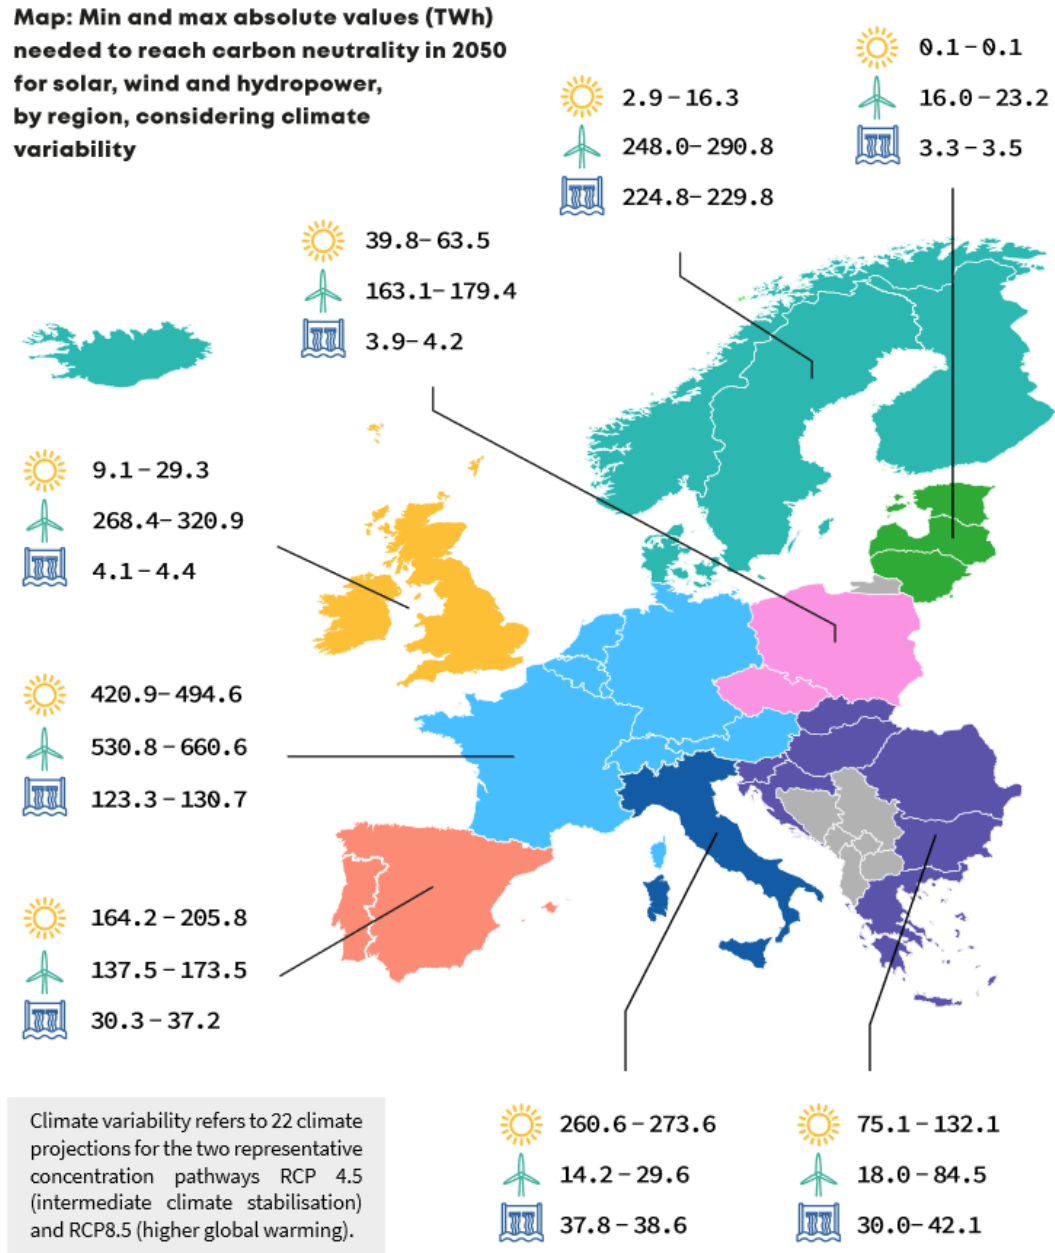 Map: Min and max absolute values (TWh)
needed to reach carbon neutrality in 2050
for solar, wind and hydropower,
by region, considering climate
variability
0.1 – 0.1
16.0 – 23.2
3.3 – 3.5
2.9 – 16.3
248.0 – 290.8
224.8 – 229.8
39.8 – 63.5
163.1 – 179.4
3.9 – 4.2
9.1 – 29.3
268.4 – 320.9
4.1 – 4.4
420.9 – 494.6
530.8 – 660.6
123.3 – 130.7
164.2 – 205.8
137.5 – 173.5
30.3 – 37.2
260.6 – 273.6
14.2 – 29.6
37.8 – 38.6
75.1 – 132.1
18.0 – 84.5
30.0 – 42.1
Climate variability refers to 22 climate
projections for the two representative
concentration pathways RCP 4.5
(intermediate climate stabilisation)
and RCP8.5 (higher global warming).